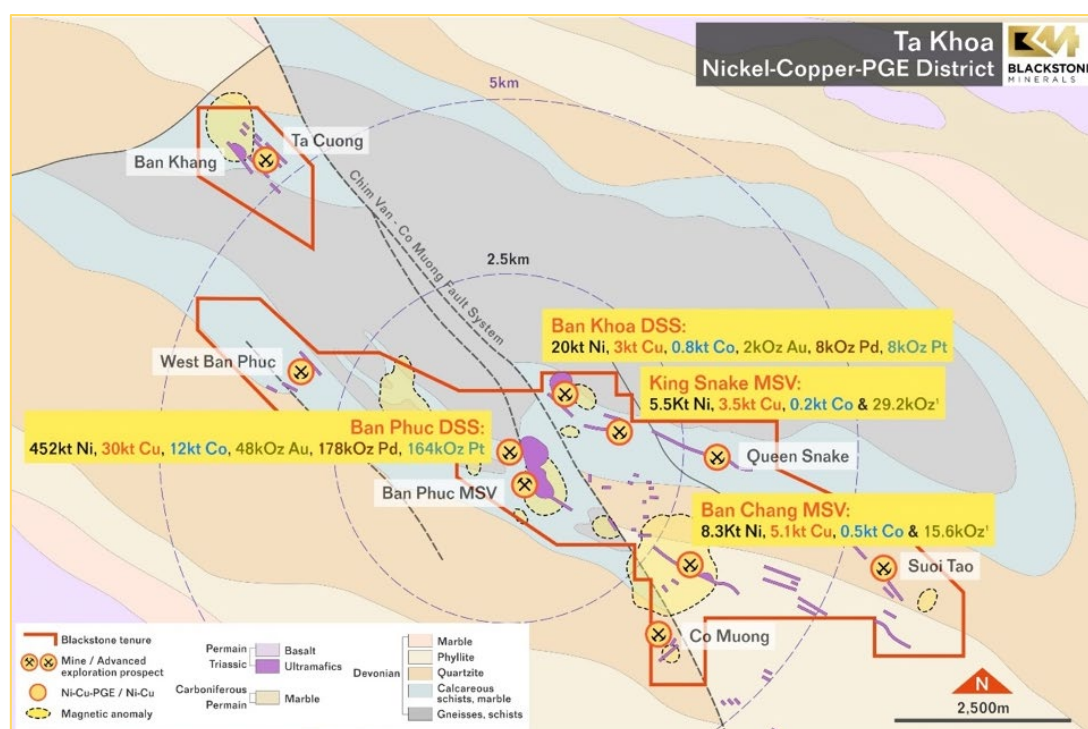 Ta Khoa
Nickel-Copper-PGE District
BLACKSTONE
MINERALS
5km
Ta Cuong
Ban Khang
Chim Van - Co Muong Fault System
2.5km
Ban Khoa DSS:
20kt Ni, 3kt Cu, 0.8kt Co, 2kOz Au, 8kOz Pd, 8kOz Pt
West Ban Phuc
King Snake MSV:
5.5Kt Ni, 3.5kt Cu, 0.2kt Co & 29.2kOz¹
Ban Phuc DSS:
452kt Ni, 30kt Cu, 12kt Co, 48kOz Au, 178kOz Pd, 164kOz Pt
Queen Snake
Ban Phuc MSV
Ban Chang MSV:
8.3Kt Ni, 5.1kt Cu, 0.5kt Co & 15.6kOz¹
Suoi Tao
Co Muong
Blackstone tenure
Mine / Advanced
exploration prospect
Ni-Cu-PGE / Ni-Cu
Magnetic anomaly
Permain
Triassic
Basalt
Ultramafics
Carboniferous
Permain
Marble
Devonian
Marble
Phyllite
Quartzite
Calcareous
schists, marble
Gneisses, schists
N
2,500m